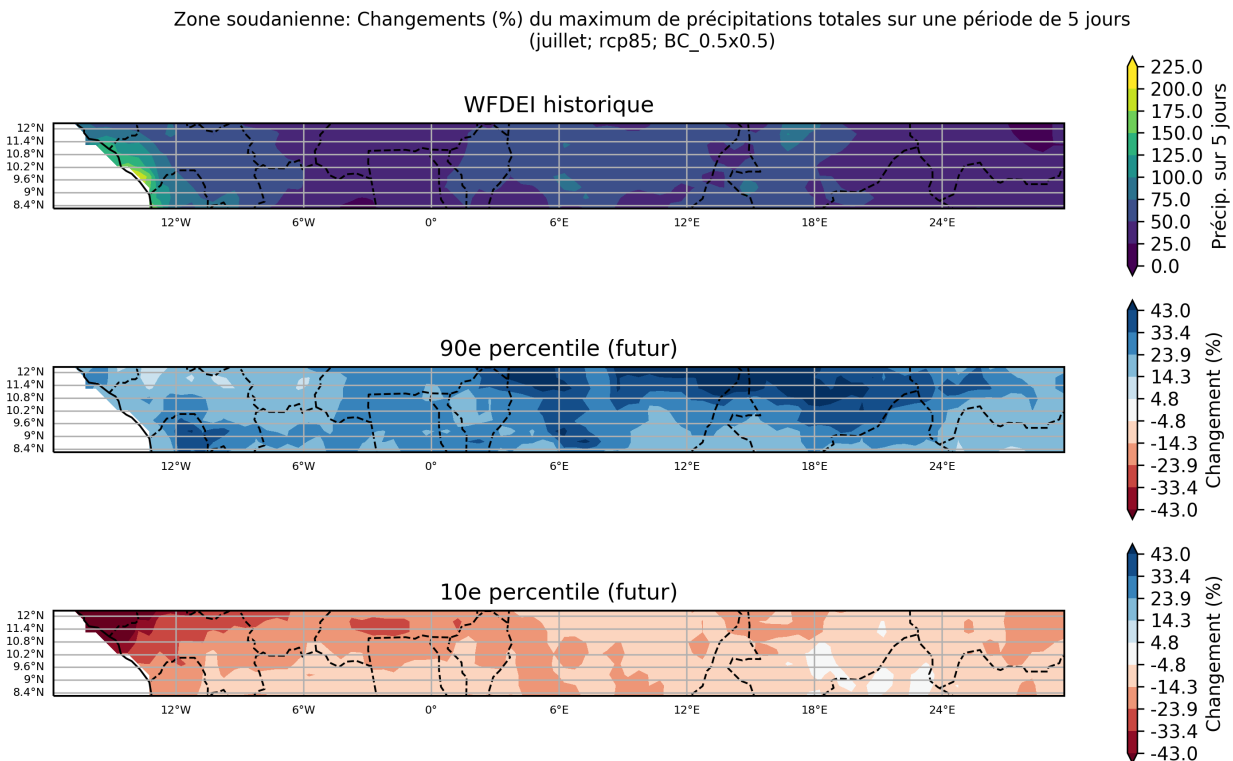 Zone soudanienne: Changements (%) du maximum de précipitations totales sur une période de 5 jours
(juillet; rcp85; BC_0.5x0.5)
WFDEI historique
12°N
11.4°N
10.8°N
10.2°N
9.6°N
9°N
8.4°N
12°W 6°W 0° 6°E 12°E 18°E 24°E
225.0
200.0
175.0
150.0
125.0
100.0
75.0
50.0
25.0
0.0
Précip. sur 5 jours
90e percentile (futur)
12°N
11.4°N
10.8°N
10.2°N
9.6°N
9°N
8.4°N
12°W 6°W 0° 6°E 12°E 18°E 24°E
43.0
33.4
23.9
14.3
4.8
-4.8
-14.3
-23.9
-33.4
-43.0
Changement (%)
10e percentile (futur)
12°N
11.4°N
10.8°N
10.2°N
9.6°N
9°N
8.4°N
12°W 6°W 0° 6°E 12°E 18°E 24°E
43.0
33.4
23.9
14.3
4.8
-4.8
-14.3
-23.9
-33.4
-43.0
Changement (%)